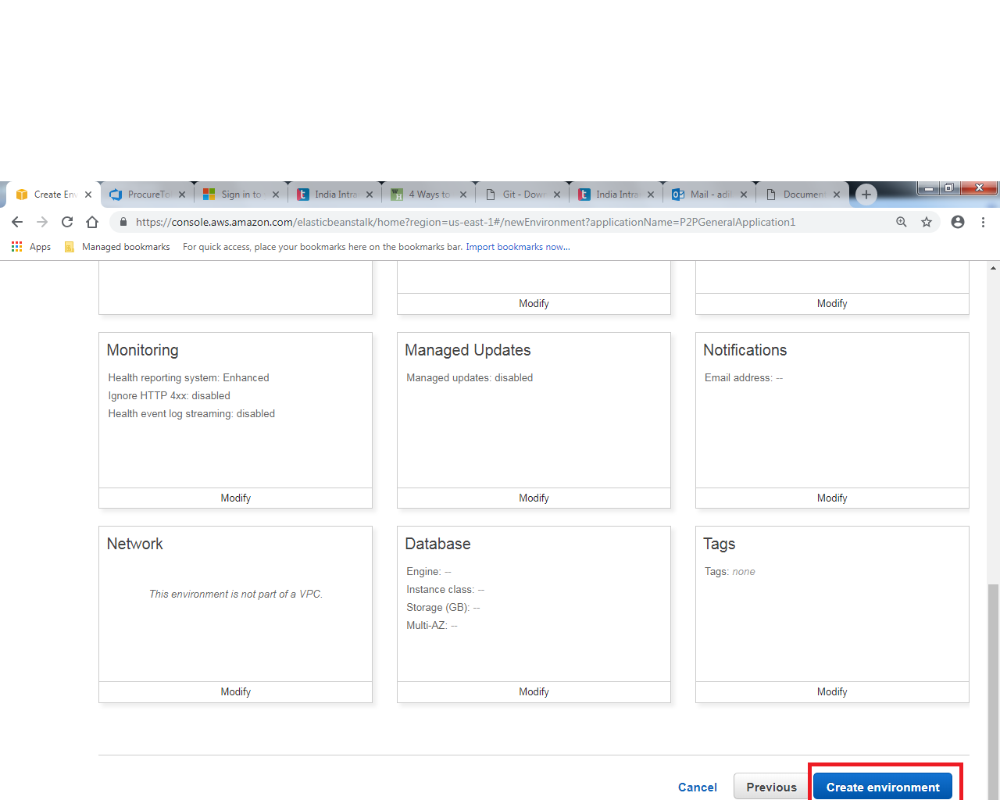 Create En
ProcureTo
Sign in to
India Intra
4 Ways to
Git - Down
India Intra
Mail - adi
Document
https://console.aws.amazon.com/elasticbeanstalk/home?region=us-east-1#/newEnvironment?applicationName=P2PGeneralApplication1
Apps Managed bookmarks For quick access, place your bookmarks here on the bookmarks bar. Import bookmarks now...
Modify Modify
Monitoring
Health reporting system: Enhanced
Ignore HTTP 4xx: disabled
Health event log streaming: disabled
Modify
Managed Updates
Managed updates: disabled
Modify
Notifications
Email address: --
Modify
Network
This environment is not part of a VPC.
Modify
Database
Engine: --
Instance class: --
Storage (GB): --
Multi-AZ: --
Modify
Tags
Tags: none
Modify
Cancel Previous Create environment